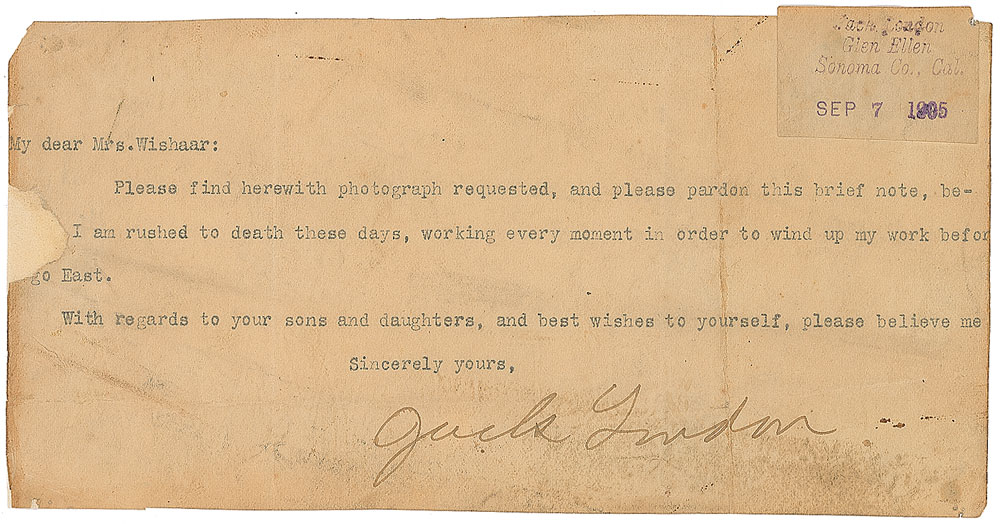 Jack London
Glen Ellen
Sonoma Co., Cal.
SEP 7 1905
My dear Mrs.Wishaar:
Please find herewith photograph requested, and please pardon this brief note, be-
I am rushed to death these days, working every moment in order to wind up my work befor
go East.
With regards to your sons and daughters, and best wishes to yourself, please believe me
Sincerely yours,
Jack London